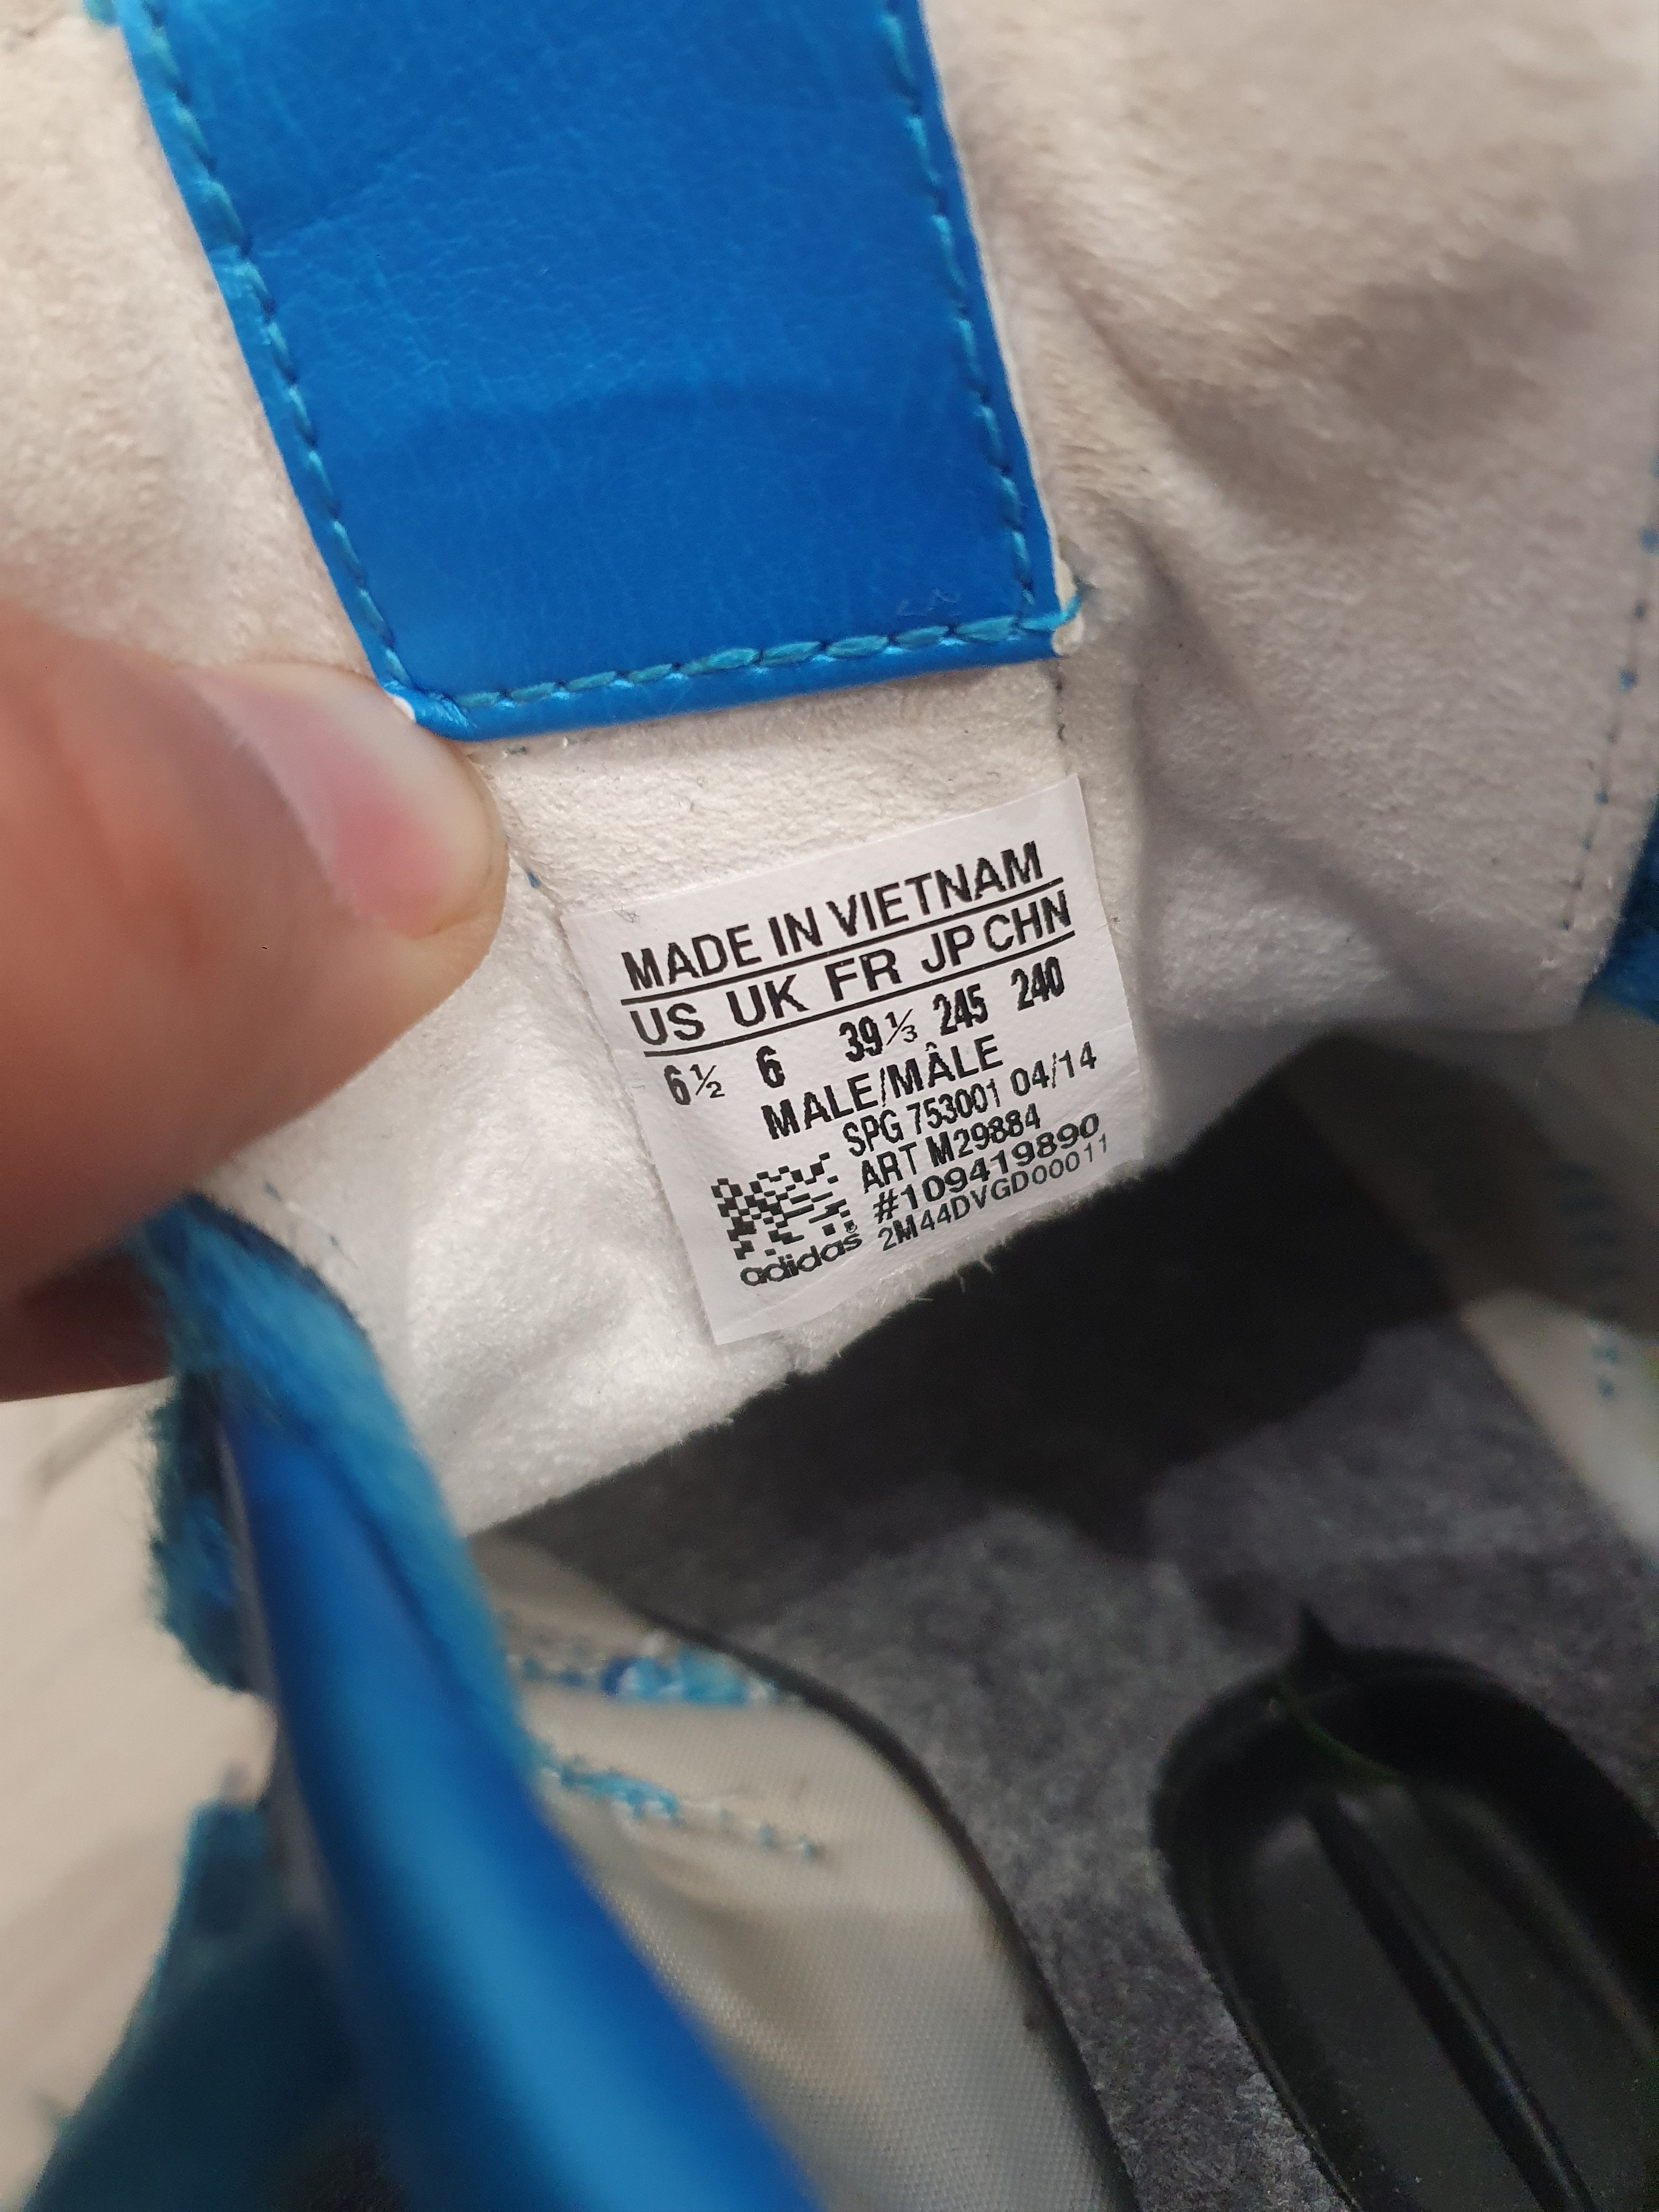 MADE IN VIETNAM
US UK FR JP CHN
6½ 6 39⅓ 245 240
MALE/MÂLE
SPG 753001 04/14
ART M29884
#109419890
adidas® 2M44DVGD00011